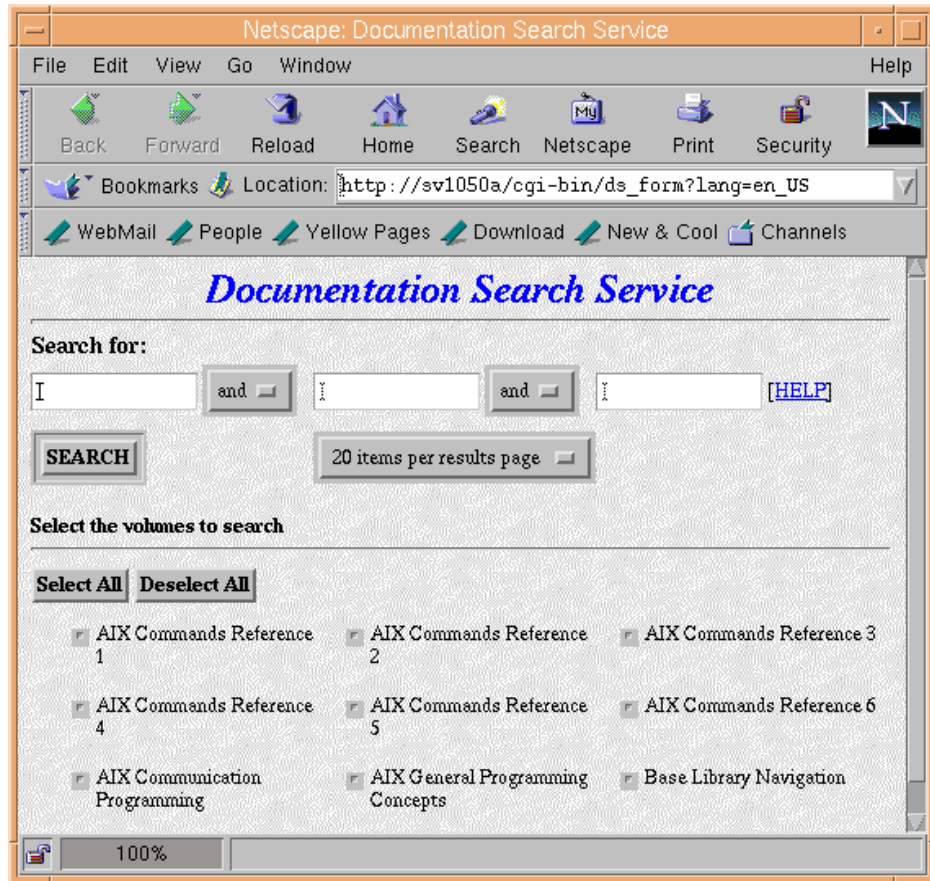 Netscape: Documentation Search Service
File Edit View Go Window Help
My N
Back Forward Reload Home Search Netscape Print Security
Bookmarks Location: http://sv1050a/cgi-bin/ds_form?lang=en_US
WebMail People Yellow Pages Download New & Cool Channels
Documentation Search Service
Search for:
and and [HELP]
SEARCH 20 items per results page
Select the volumes to search
Select All Deselect All
AIX Commands Reference AIX Commands Reference AIX Commands Reference 3
1 2
AIX Commands Reference AIX Commands Reference AIX Commands Reference 6
4 5
AIX Communication AIX General Programming Base Library Navigation
Programming Concepts
100%